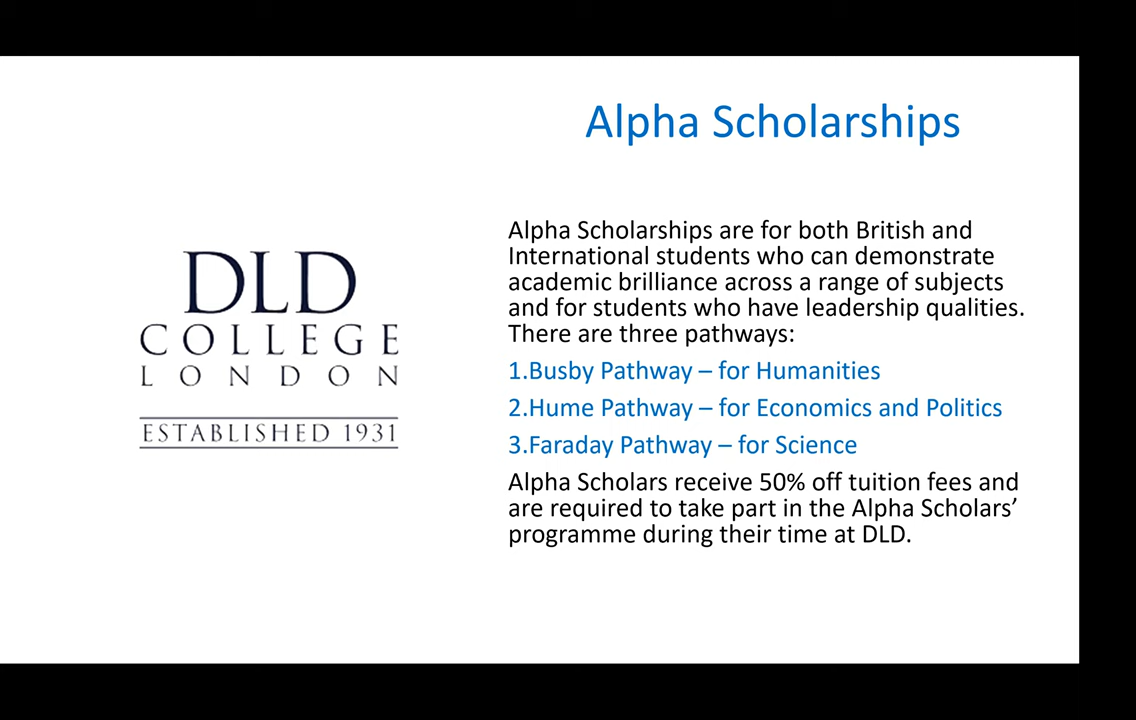 Alpha Scholarships
DLD
COLLEGE
LONDON
ESTABLISHED 1931
Alpha Scholarships are for both British and
International students who can demonstrate
academic brilliance across a range of subjects
and for students who have leadership qualities.
There are three pathways:
1.Busby Pathway – for Humanities
2.Hume Pathway – for Economics and Politics
3.Faraday Pathway – for Science
Alpha Scholars receive 50% off tuition fees and
are required to take part in the Alpha Scholars’
programme during their time at DLD.